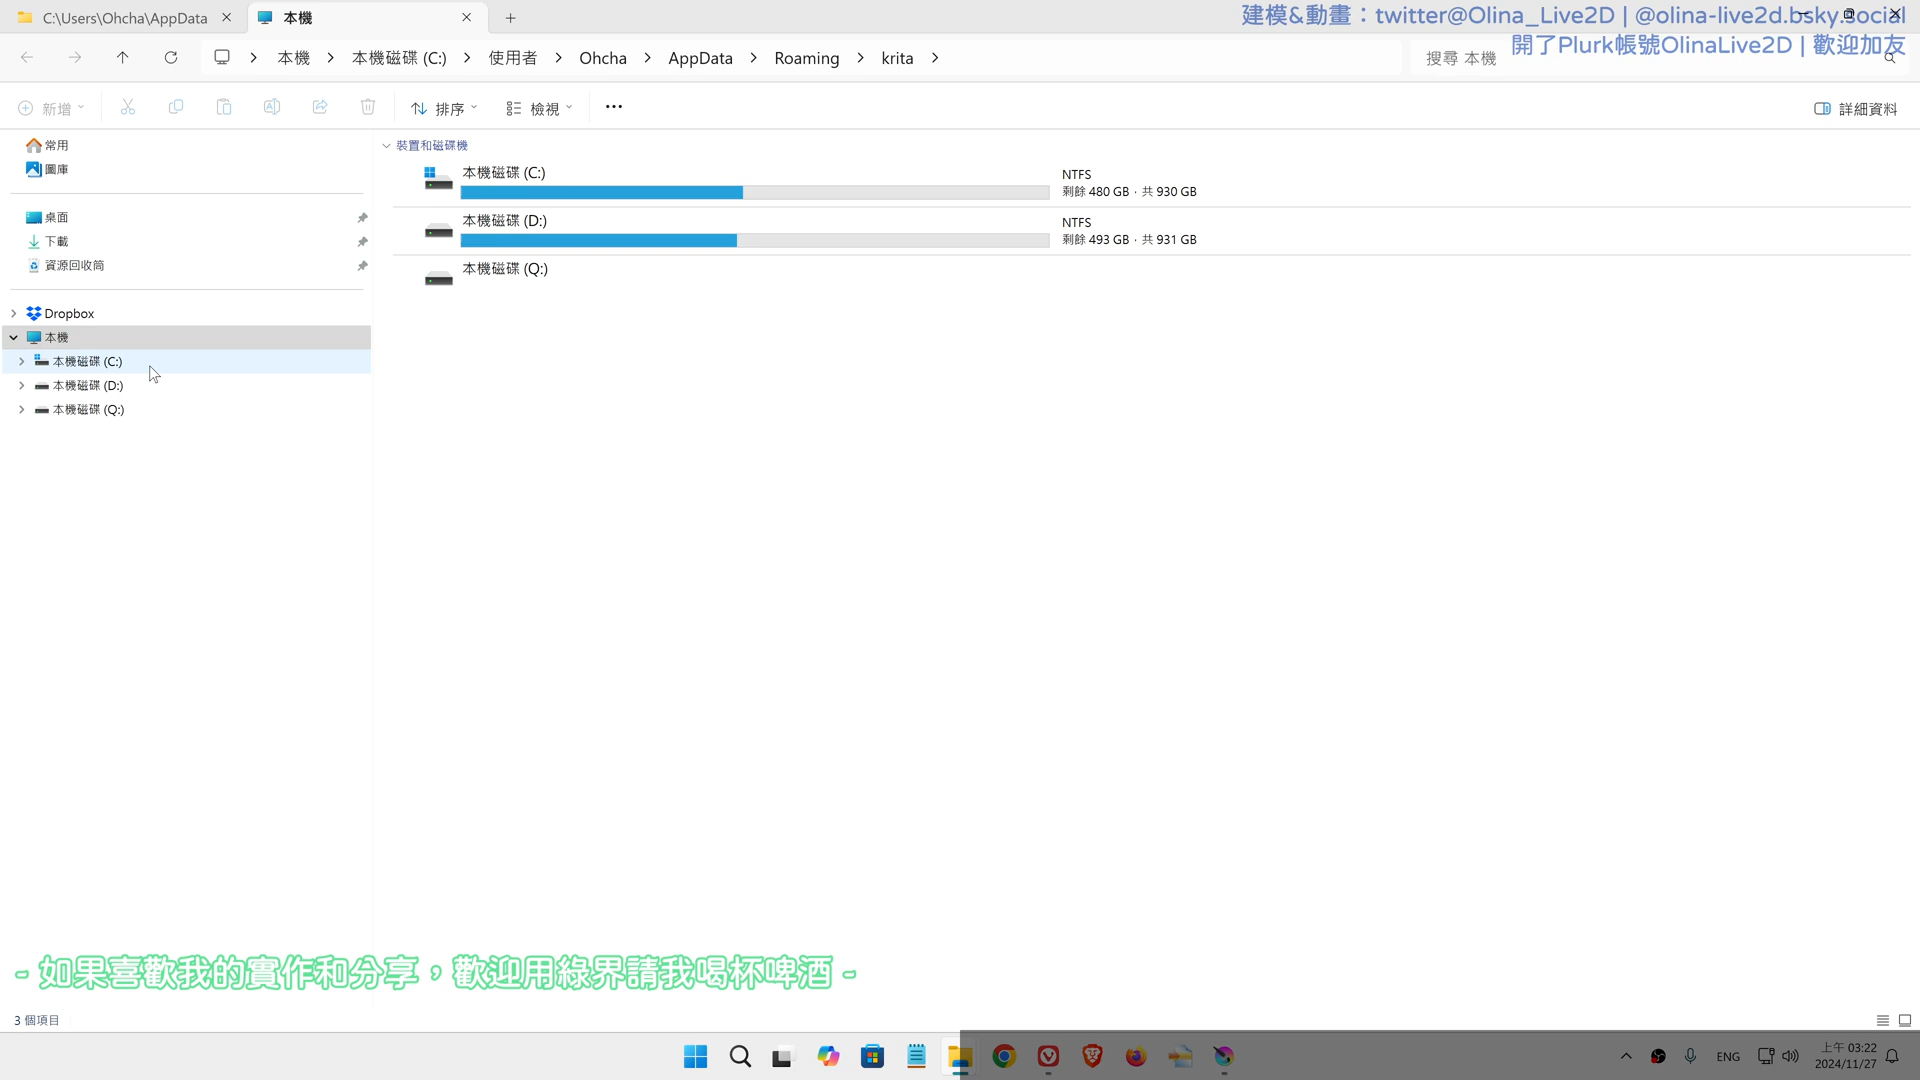 C:\Users\Ohcha\AppData
本機
建模&動畫：twitter@Olina_Live2D | @olina-live2d.bsky.social
開了Plurk帳號OlinaLive2D | 歡迎加友
本機 本機磁碟 (C:) 使用者 Ohcha AppData Roaming krita
搜尋 本機
新增 排序 檢視 詳細資料
常用
圖庫
桌面
下載
資源回收筒
Dropbox
本機
本機磁碟 (C:)
本機磁碟 (D:)
本機磁碟 (Q:)
裝置和磁碟機
本機磁碟 (C:)
NTFS
剩餘 480 GB · 共 930 GB
本機磁碟 (D:)
NTFS
剩餘 493 GB · 共 931 GB
本機磁碟 (Q:)
- 如果喜歡我的實作和分享，歡迎用綠界請我喝杯啤酒 -
3 個項目
ENG
上午 03:22
2024/11/27